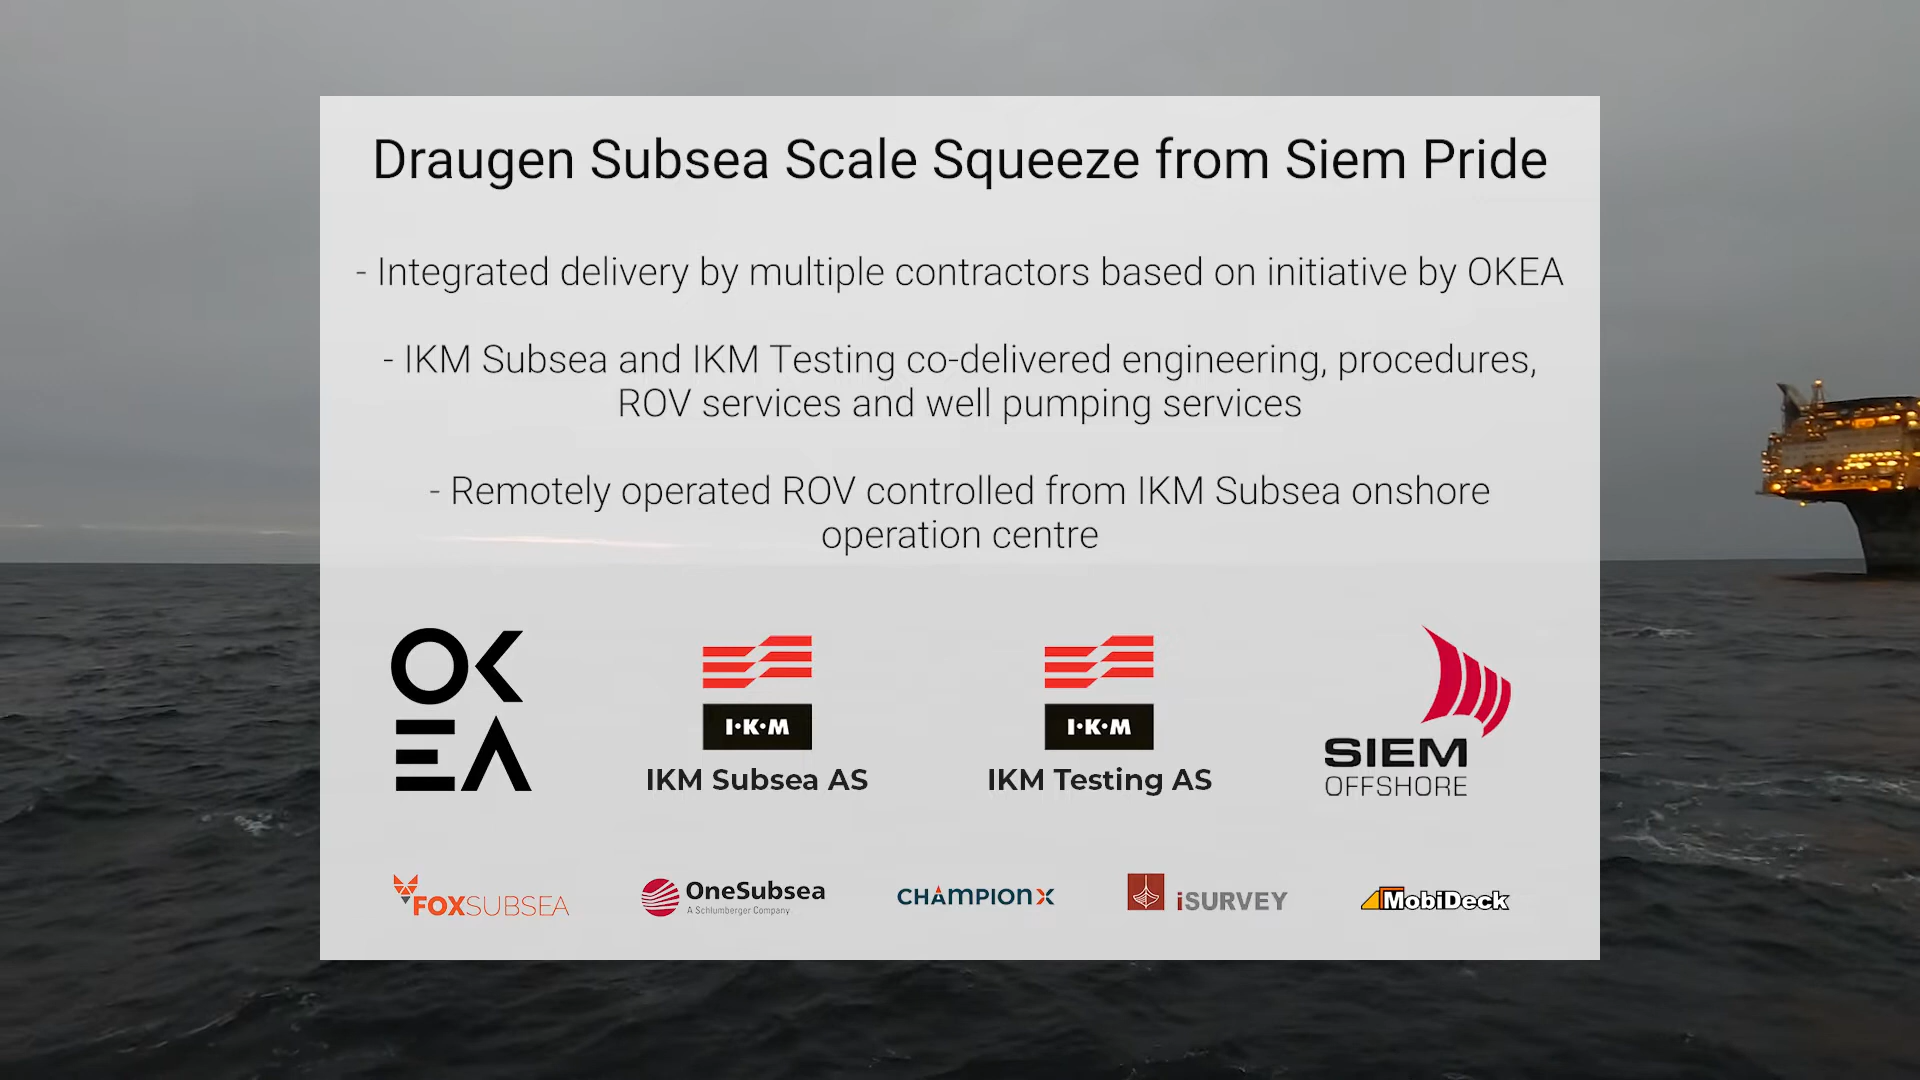 Draugen Subsea Scale Squeeze from Siem Pride
- Integrated delivery by multiple contractors based on initiative by OKEA
- IKM Subsea and IKM Testing co-delivered engineering, procedures,
ROV services and well pumping services
- Remotely operated ROV controlled from IKM Subsea onshore
operation centre
OK
EA
I·K·M
IKM Subsea AS
I·K·M
IKM Testing AS
SIEM
OFFSHORE
FOXSUBSEA
OneSubsea
A Schlumberger Company
CHAMPIONX
iSURVEY
MobiDeck